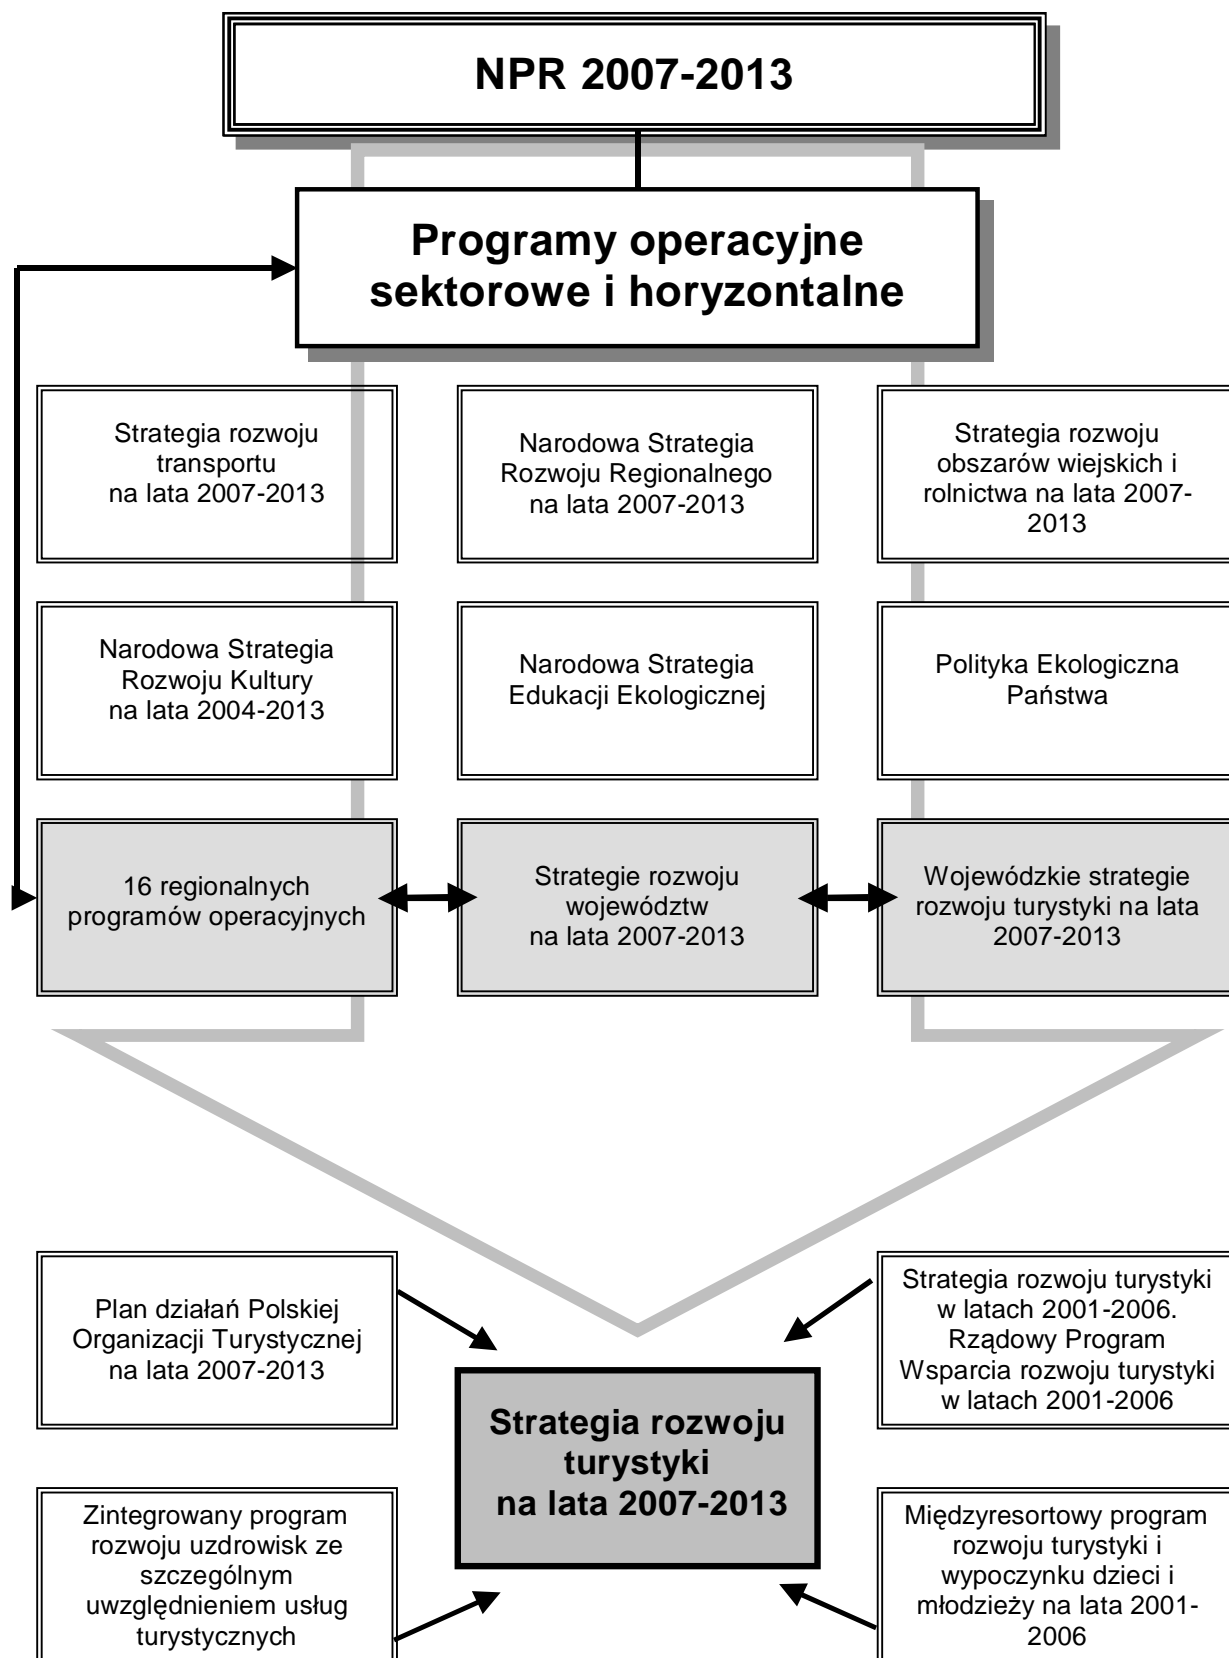 NPR 2007-2013
Programy operacyjne
sektorowe i horyzontalne
Strategia rozwoju
transportu
na lata 2007-2013
Narodowa Strategia
Rozwoju Regionalnego
na lata 2007-2013
Strategia rozwoju
obszarów wiejskich i
rolnictwa na lata 2007-
2013
Narodowa Strategia
Rozwoju Kultury
na lata 2004-2013
Narodowa Strategia
Edukacji Ekologicznej
Polityka Ekologiczna
Państwa
16 regionalnych
programów operacyjnych
Strategie rozwoju
województw
na lata 2007-2013
Wojewódzkie strategie
rozwoju turystyki na lata
2007-2013
Plan działań Polskiej
Organizacji Turystycznej
na lata 2007-2013
Strategia rozwoju turystyki
w latach 2001-2006.
Rządowy Program
Wsparcia rozwoju turystyki
w latach 2001-2006
Strategia rozwoju
turystyki
na lata 2007-2013
Zintegrowany program
rozwoju uzdrowisk ze
szczególnym
uwzględnieniem usług
turystycznych
Międzyresortowy program
rozwoju turystyki i
wypoczynku dzieci i
młodzieży na lata 2001-
2006